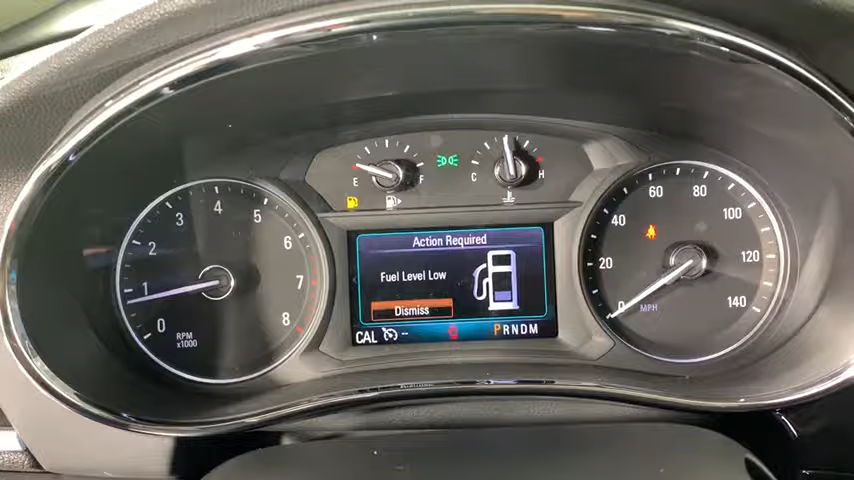 E F
C H
0 1 2 3 4 5 6 7 8
RPM
x1000
Action Required
Fuel Level Low
Dismiss
CAL --
PRNDM
0 20 40 60 80 100 120 140
MPH